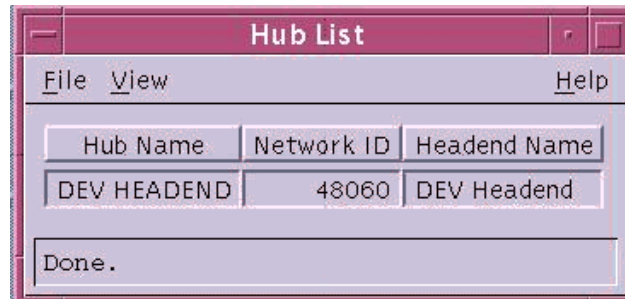 Hub List
File View Help
Hub Name Network ID Headend Name
DEV HEADEND 48060 DEV Headend
Done.